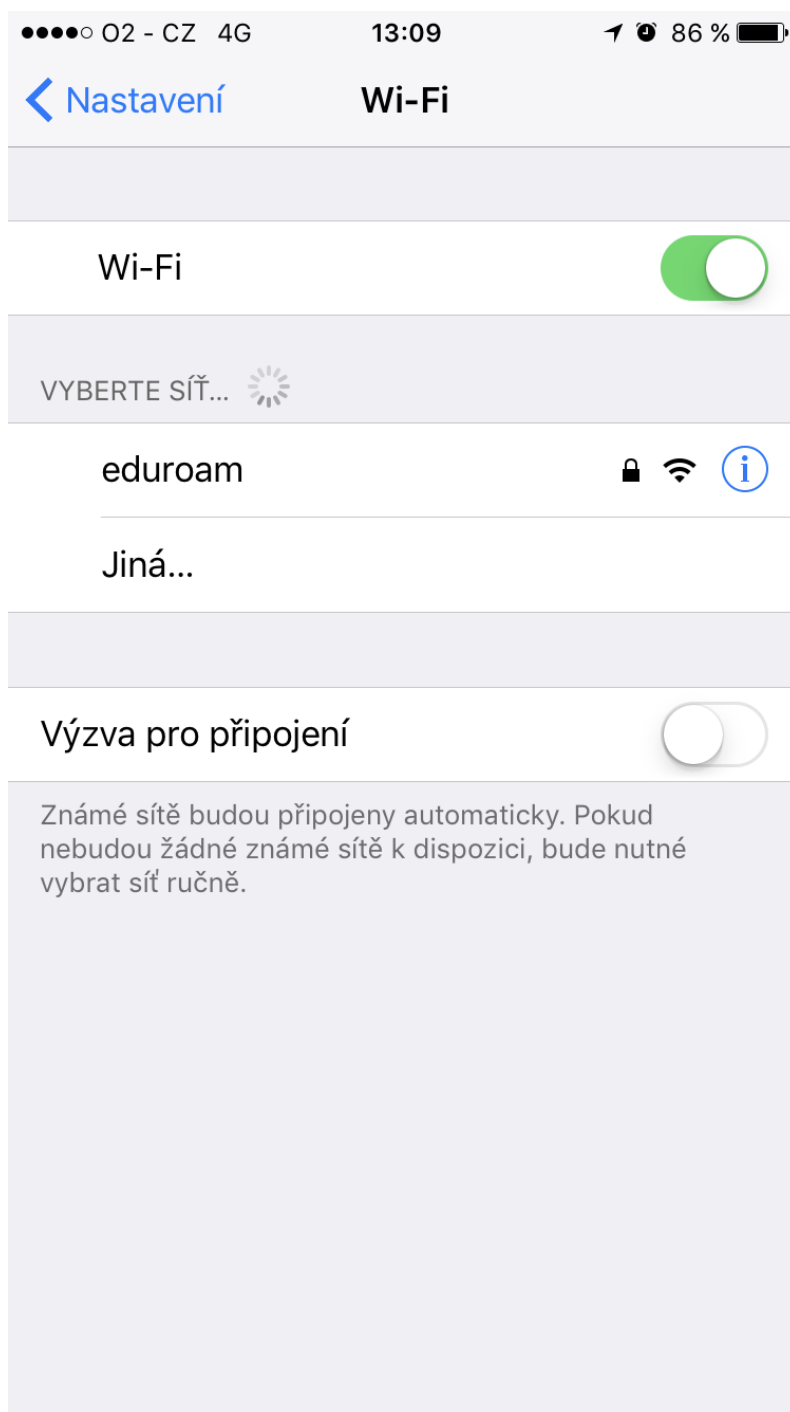 O2 - CZ 4G 13:09 86 %
Nastavení Wi-Fi
Wi-Fi
VYBERTE SÍŤ...
eduroam
Jiná...
Výzva pro připojení
Známé sítě budou připojeny automaticky. Pokud
nebudou žádné známé sítě k dispozici, bude nutné
vybrat síť ručně.